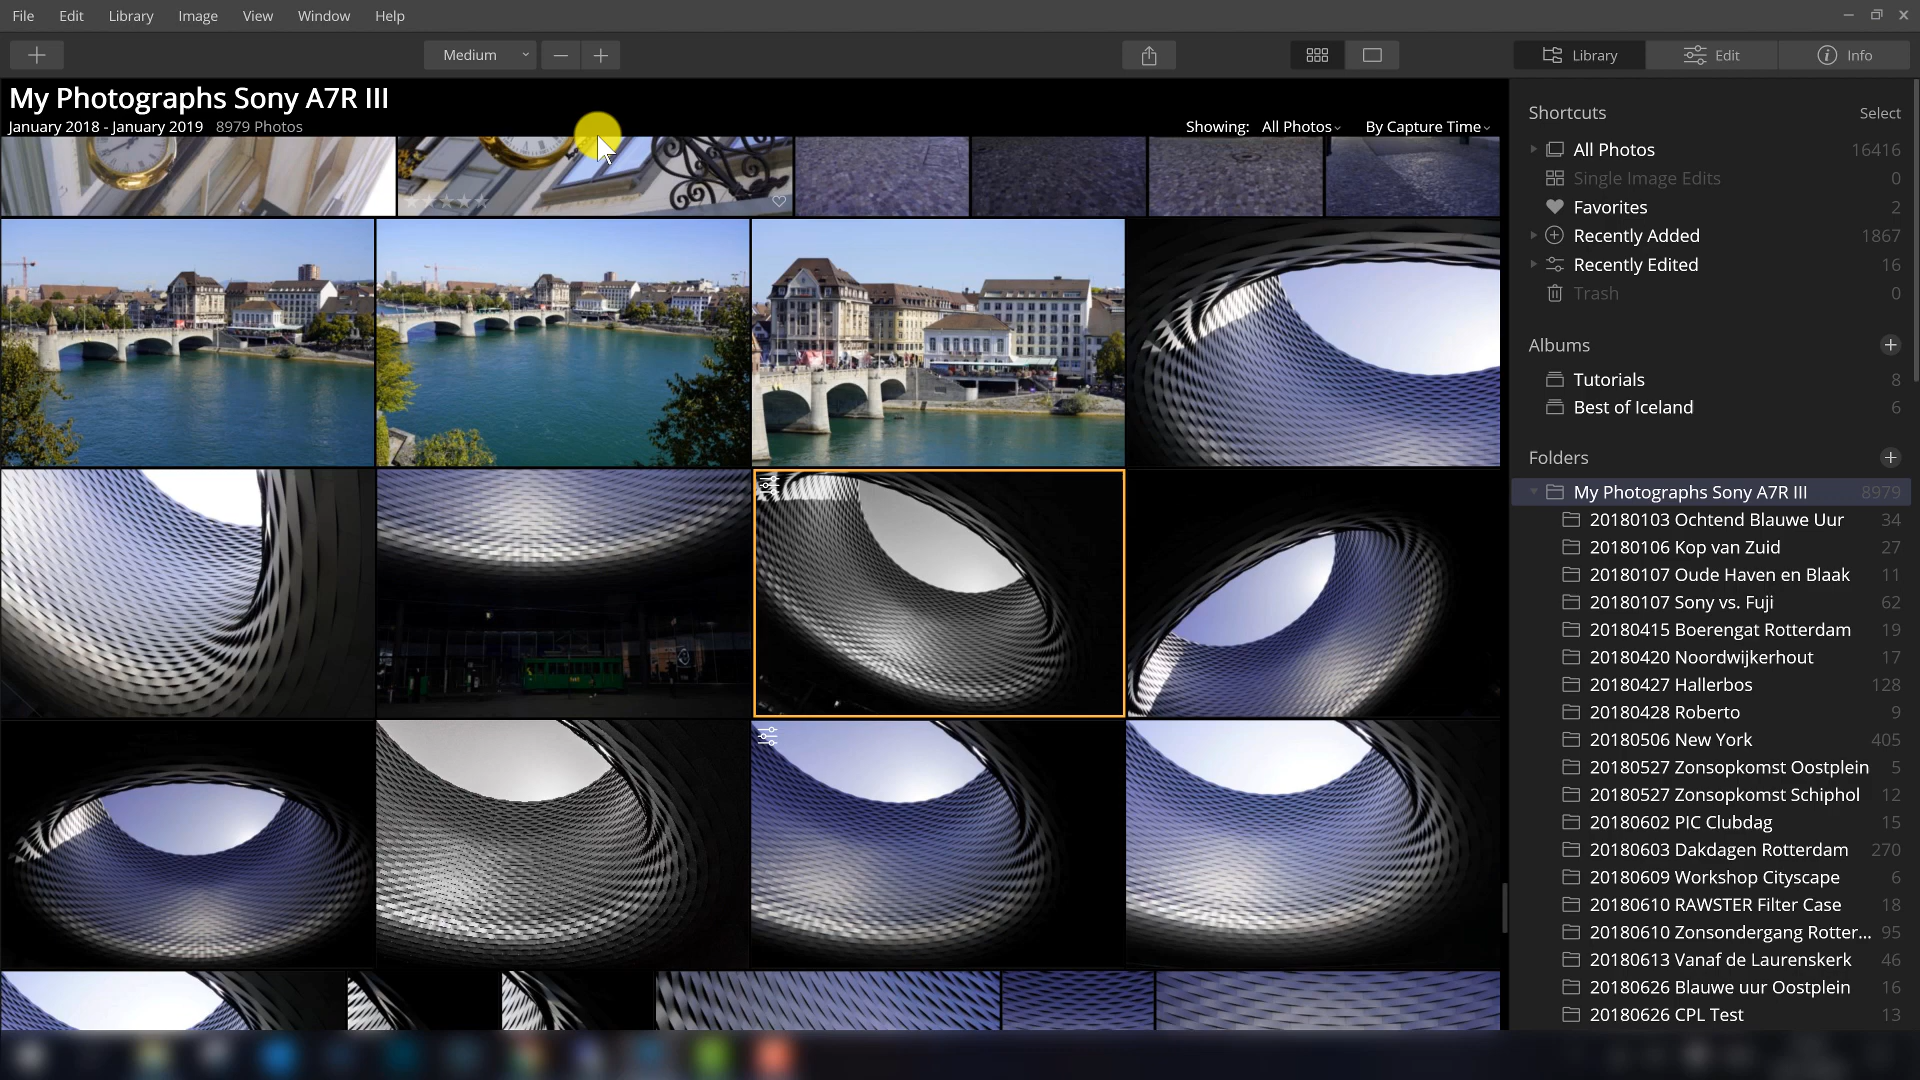 File Edit Library Image View Window Help
Medium
Library Edit Info
My Photographs Sony A7R III
January 2018 - January 2019 8979 Photos
Showing: All Photos By Capture Time
Shortcuts Select
All Photos 16416
Single Image Edits 0
Favorites 2
Recently Added 1867
Recently Edited 16
Trash 0
Albums
Tutorials 8
Best of Iceland 6
Folders
My Photographs Sony A7R III 8979
20180103 Ochtend Blauwe Uur 34
20180106 Kop van Zuid 27
20180107 Oude Haven en Blaak 11
20180107 Sony vs. Fuji 62
20180415 Boerengat Rotterdam 19
20180420 Noordwijkerhout 17
20180427 Hallerbos 128
20180428 Roberto 9
20180506 New York 405
20180527 Zonsopkomst Oostplein 5
20180527 Zonsopkomst Schiphol 12
20180602 PIC Clubdag 15
20180603 Dakdagen Rotterdam 270
20180609 Workshop Cityscape 6
20180610 RAWSTER Filter Case 18
20180610 Zonsondergang Rotter... 95
20180613 Vanaf de Laurenskerk 46
20180626 Blauwe uur Oostplein 16
20180626 CPL Test 13